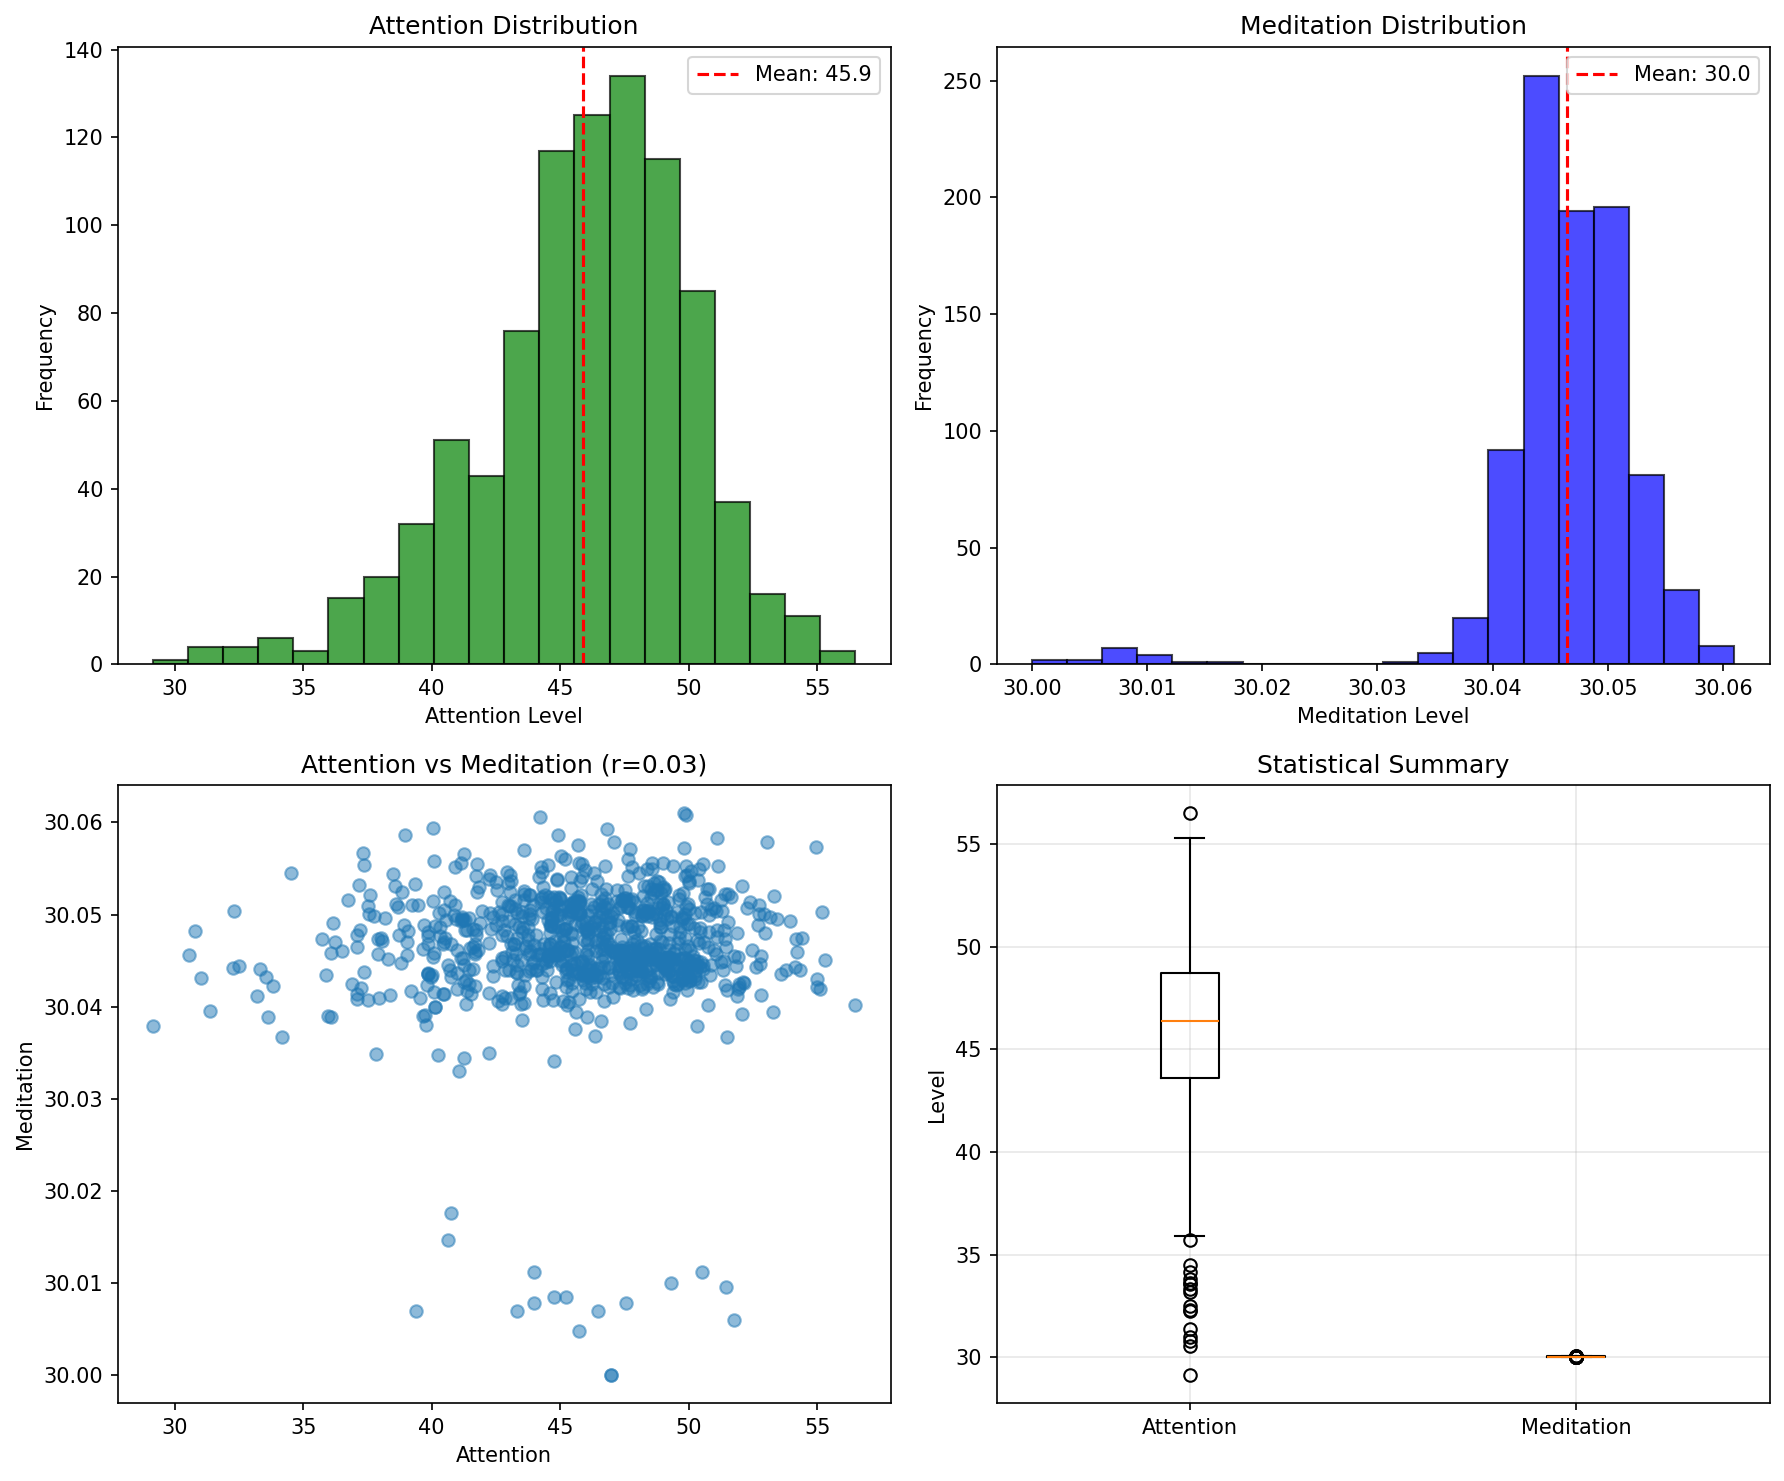 Attention Distribution
140
120
100
80
60
40
20
0
Frequency
Mean: 45.9
30 35 40 45 50 55
Attention Level
Meditation Distribution
250
200
150
100
50
0
Frequency
Mean: 30.0
30.00 30.01 30.02 30.03 30.04 30.05 30.06
Meditation Level
Attention vs Meditation (r=0.03)
30.06
30.05
30.04
30.03
30.02
30.01
30.00
Meditation
30 35 40 45 50 55
Attention
Statistical Summary
55
50
45
40
35
30
Level
Attention Meditation